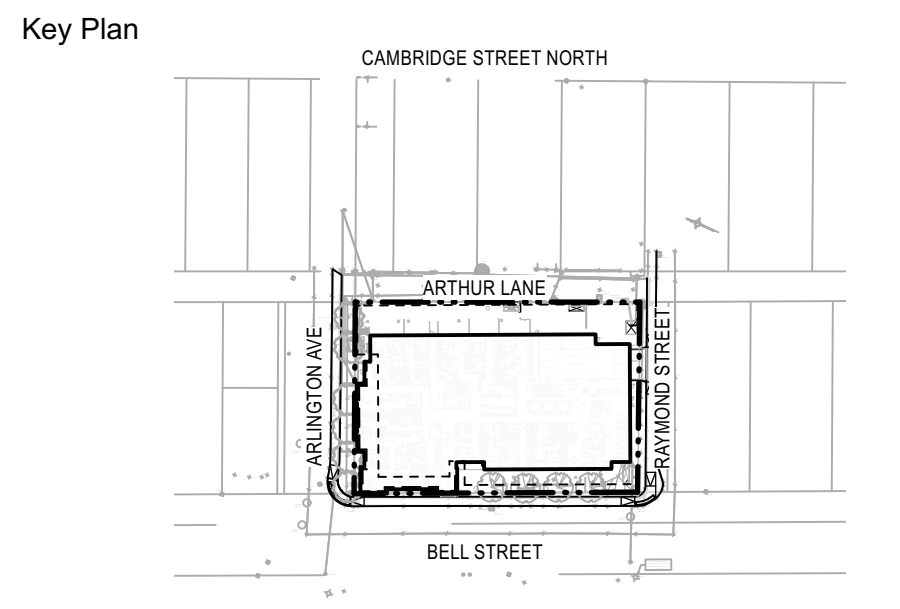 Key Plan
CAMBRIDGE STREET NORTH
ARTHUR LANE
ARLINGTON AVE
RAYMOND STREET
BELL STREET